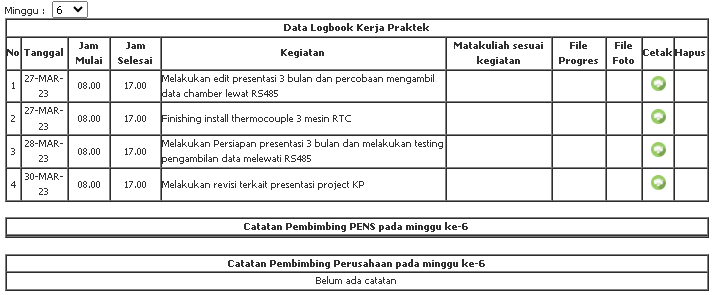 Minggu : 6
Data Logbook Kerja Praktek
No Tanggal Jam Mulai Jam Selesai Kegiatan Matakuliah sesuai kegiatan File Progres File Foto Cetak Hapus
1 27-MAR-23 08.00 17.00 Melakukan edit presentasi 3 bulan dan percobaan mengambil
data chamber lewat RS485
2 27-MAR-23 08.00 17.00 Finishing install thermocouple 3 mesin RTC
3 28-MAR-23 08.00 17.00 Melakukan Persiapan presentasi 3 bulan dan melakukan testing
pengambilan data melewati RS485
4 30-MAR-23 08.00 17.00 Melakukan revisi terkait presentasi project KP
Catatan Pembimbing PENS pada minggu ke-6
Catatan Pembimbing Perusahaan pada minggu ke-6
Belum ada catatan